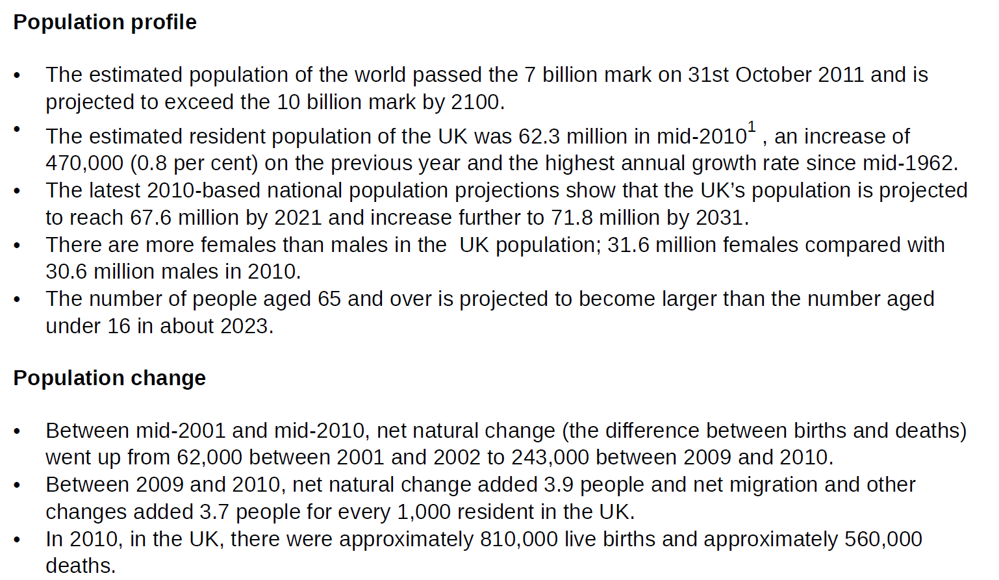 Population profile
• The estimated population of the world passed the 7 billion mark on 31st October 2011 and is
projected to exceed the 10 billion mark by 2100.
• The estimated resident population of the UK was 62.3 million in mid-2010¹ , an increase of
470,000 (0.8 per cent) on the previous year and the highest annual growth rate since mid-1962.
• The latest 2010-based national population projections show that the UK’s population is projected
to reach 67.6 million by 2021 and increase further to 71.8 million by 2031.
• There are more females than males in the  UK population; 31.6 million females compared with
30.6 million males in 2010.
• The number of people aged 65 and over is projected to become larger than the number aged
under 16 in about 2023.
Population change
• Between mid-2001 and mid-2010, net natural change (the difference between births and deaths)
went up from 62,000 between 2001 and 2002 to 243,000 between 2009 and 2010.
• Between 2009 and 2010, net natural change added 3.9 people and net migration and other
changes added 3.7 people for every 1,000 resident in the UK.
• In 2010, in the UK, there were approximately 810,000 live births and approximately 560,000
deaths.